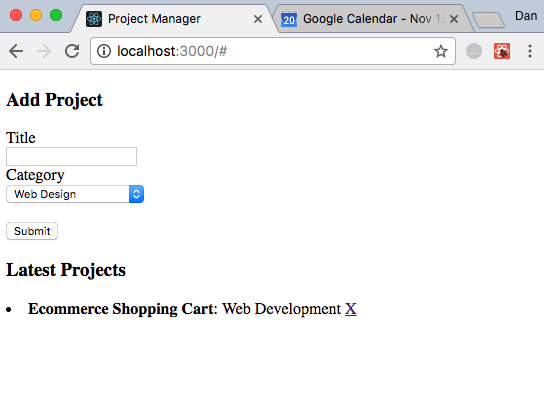 Project Manager
Google Calendar - Nov
Dan
localhost:3000/#
Add Project
Title
Category
Web Design
Submit
Latest Projects
Ecommerce Shopping Cart: Web Development X
20